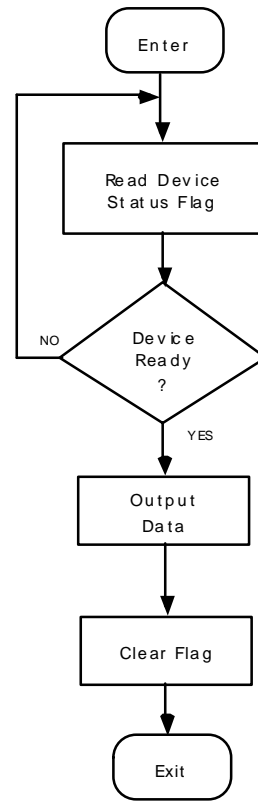 Enter
Read Device
Status Flag
Device
Ready
?
NO
YES
Output
Data
Clear Flag
Exit